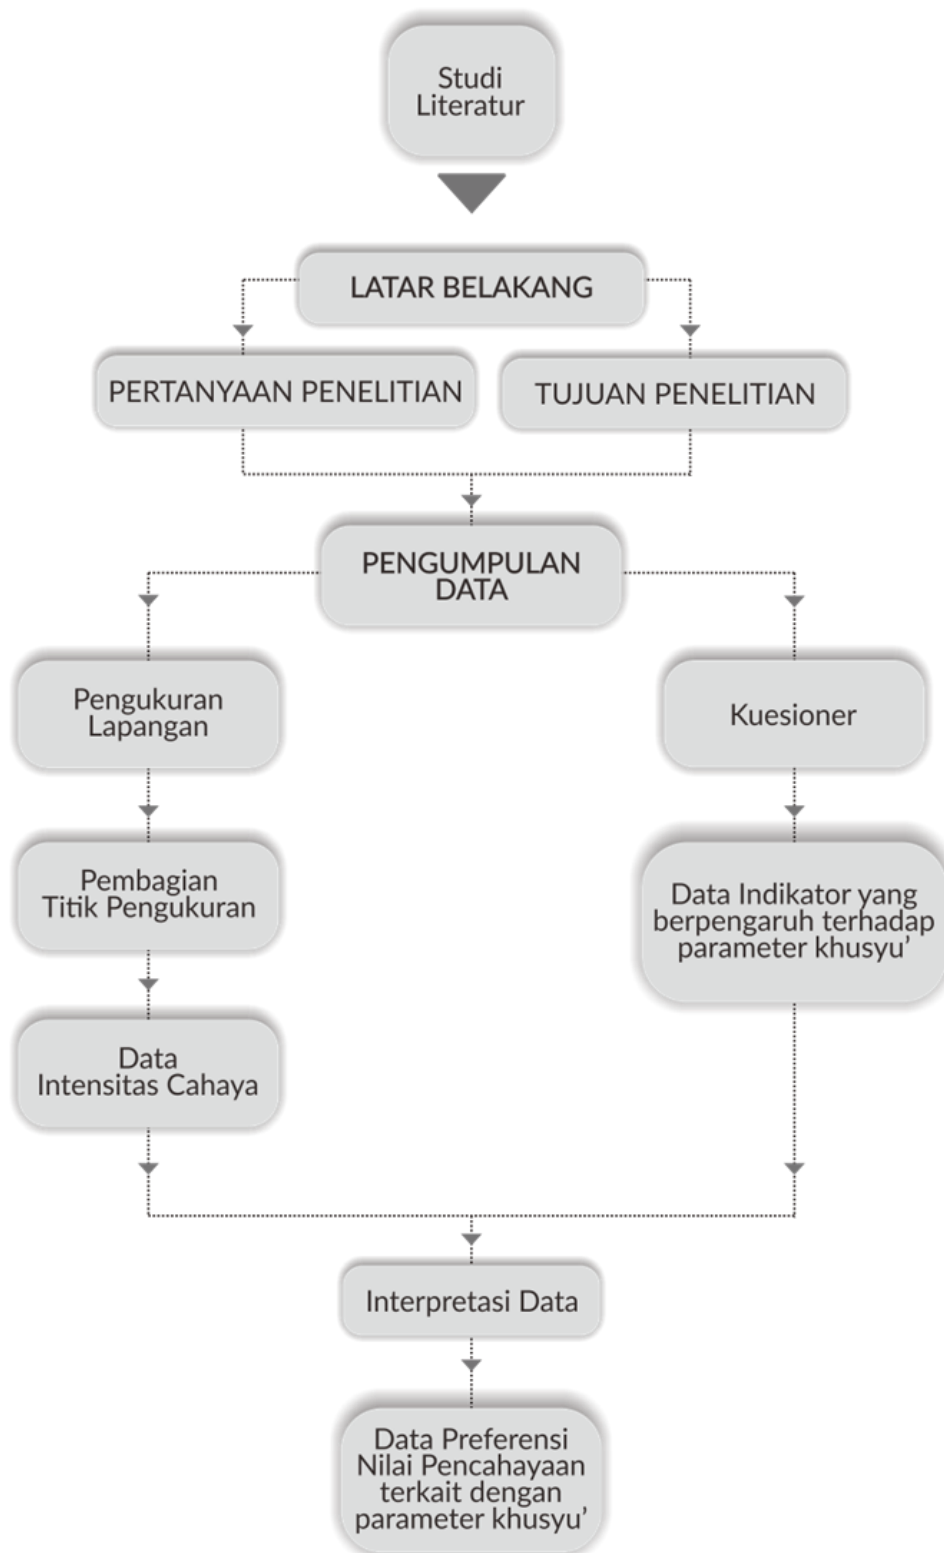 Studi
Literatur
LATAR BELAKANG
PERTANYAAN PENELITIAN
TUJUAN PENELITIAN
PENGUMPULAN
DATA
Pengukuran
Lapangan
Kuesioner
Pembagian
Titik Pengukuran
Data Indikator yang
berpengaruh terhadap
parameter khusyu’
Data
Intensitas Cahaya
Interpretasi Data
Data Preferensi
Nilai Pencahayaan
terkait dengan
parameter khusyu’